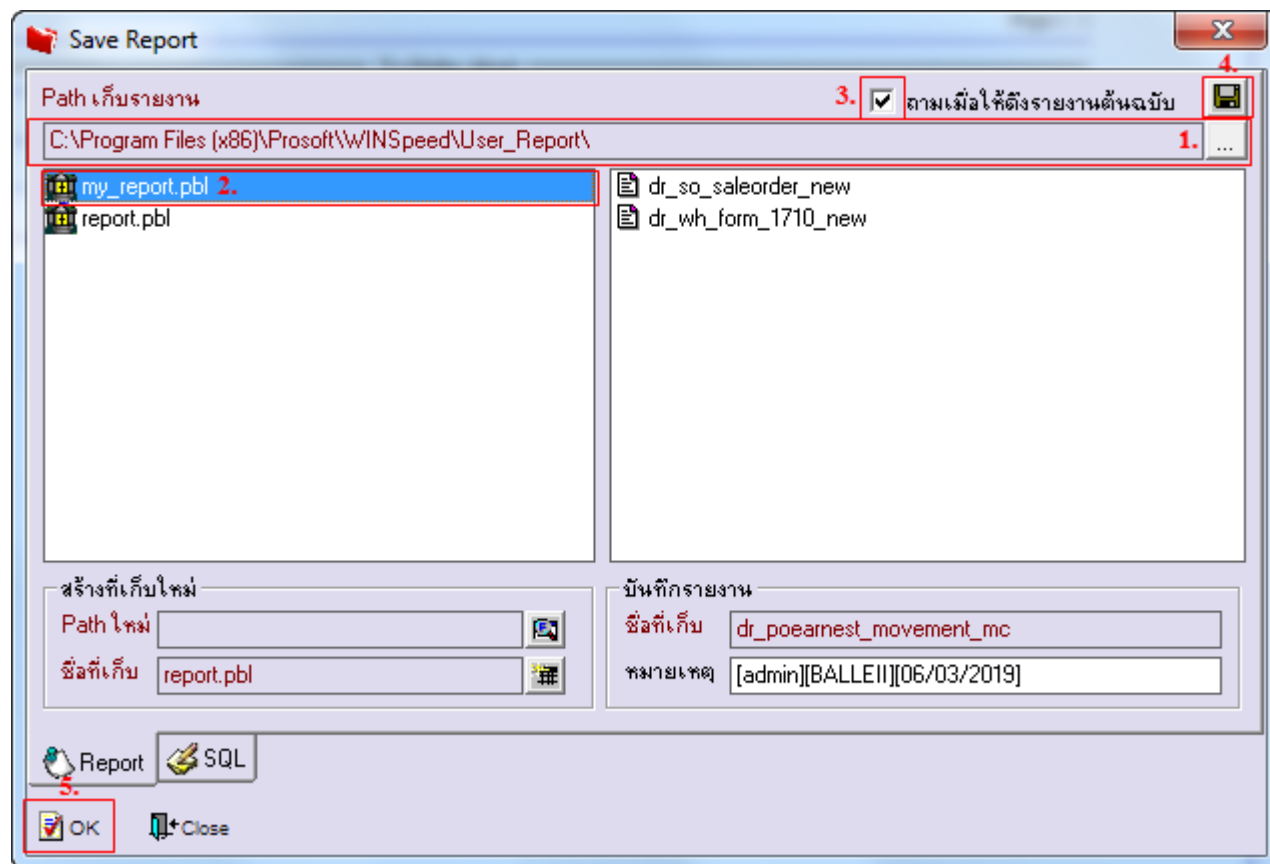 Save Report
4.
Path เก็บรายงาน
3. ถามเมื่อให้ดึงรายงานต้นฉบับ
C:\Program Files (x86)\Prosoft\WINSpeed\User_Report\
1. ...
my_report.pbl 2.
report.pbl
dr_so_saleorder_new
dr_wh_form_1710_new
สร้างที่เก็บใหม่
Path ใหม่
ชื่อที่เก็บ report.pbl
บันทึกรายงาน
ชื่อที่เก็บ dr_poearnest_movement_mc
หมายเหตุ [admin][BALLEII][06/03/2019]
Report SQL
5.
OK Close